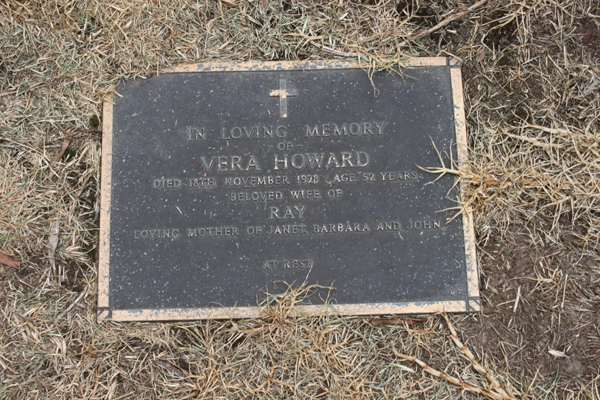 IN LOVING MEMORY
- OF -
VERA HOWARD
DIED 18TH NOVEMBER 1978 AGE 52 YEARS
BELOVED WIFE OF
RAY
LOVING MOTHER OF JANET, BARBARA AND JOHN
AT REST